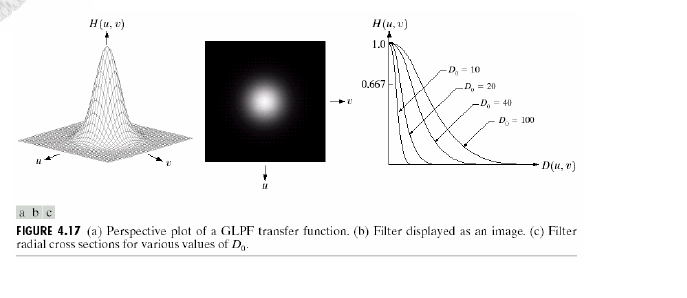 H(u, v)
u
v
v
u
H(u, v)
1.0
0.667
D₀ = 10
D₀ = 20
D₀ = 40
D₀ = 100
D(u, v)
a b c
FIGURE 4.17 (a) Perspective plot of a GLPF transfer function. (b) Filter displayed as an image. (c) Filter
radial cross sections for various values of D₀.